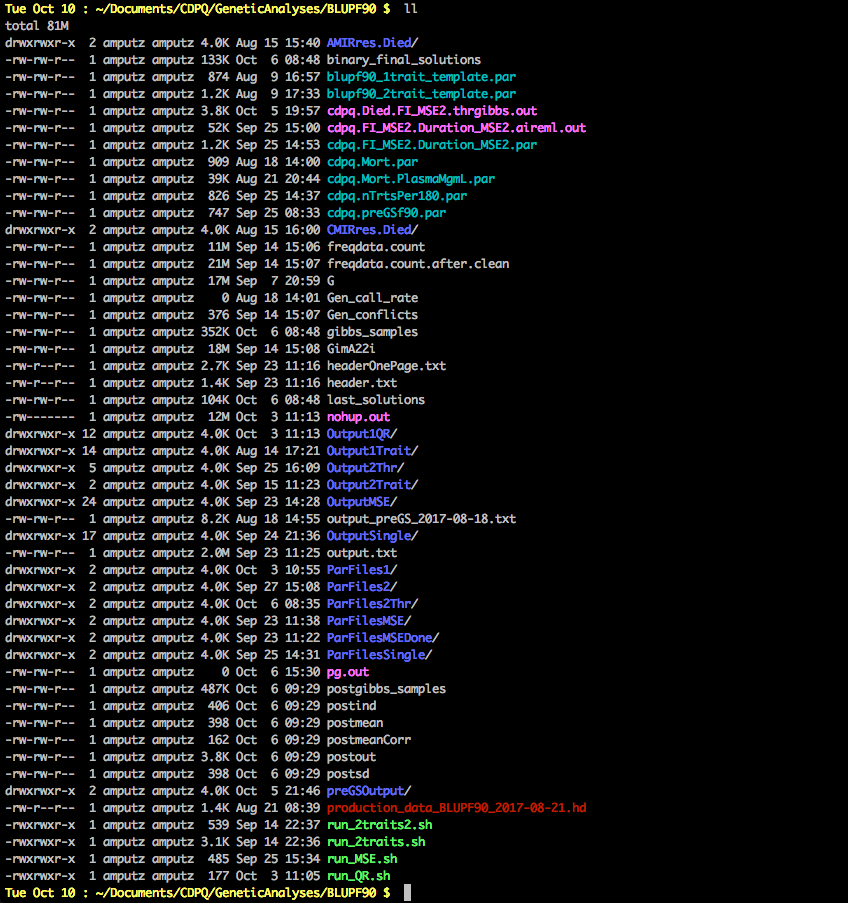 Tue Oct 10 : ~/Documents/CDPQ/GeneticAnalyses/BLUPF90 $  ll
total 81M
drwxrwxr-x  2 amputz amputz 4.0K Aug 15 15:40 AMIRres.Died/
-rw-rw-r--  1 amputz amputz 133K Oct  6 08:48 binary_final_solutions
-rw-rw-r--  1 amputz amputz  874 Aug  9 16:57 blupf90_1trait_template.par
-rw-rw-r--  1 amputz amputz 1.2K Aug  9 17:33 blupf90_2trait_template.par
-rw-rw-r--  1 amputz amputz 3.8K Oct  5 19:57 cdpq.Died.FI_MSE2.thrgibbs.out
-rw-rw-r--  1 amputz amputz  52K Sep 25 15:00 cdpq.FI_MSE2.Duration_MSE2.aireml.out
-rw-rw-r--  1 amputz amputz 1.2K Sep 25 14:53 cdpq.FI_MSE2.Duration_MSE2.par
-rw-rw-r--  1 amputz amputz  909 Aug 18 14:00 cdpq.Mort.par
-rw-rw-r--  1 amputz amputz  39K Aug 21 20:44 cdpq.Mort.PlasmaMgmL.par
-rw-rw-r--  1 amputz amputz  826 Sep 25 14:37 cdpq.nTrtsPer180.par
-rw-rw-r--  1 amputz amputz  747 Sep 25 08:33 cdpq.preGSf90.par
drwxrwxr-x  2 amputz amputz 4.0K Aug 15 16:00 CMIRres.Died/
-rw-rw-r--  1 amputz amputz  11M Sep 14 15:06 freqdata.count
-rw-rw-r--  1 amputz amputz  21M Sep 14 15:07 freqdata.count.after.clean
-rw-rw-r--  1 amputz amputz  17M Sep  7 20:59 G
-rw-rw-r--  1 amputz amputz    0 Aug 18 14:01 Gen_call_rate
-rw-rw-r--  1 amputz amputz  376 Sep 14 15:07 Gen_conflicts
-rw-rw-r--  1 amputz amputz 352K Oct  6 08:48 gibbs_samples
-rw-rw-r--  1 amputz amputz  18M Sep 14 15:08 GimA22i
-rw-r--r--  1 amputz amputz 2.7K Sep 23 11:16 headerOnePage.txt
-rw-r--r--  1 amputz amputz 1.4K Sep 23 11:16 header.txt
-rw-rw-r--  1 amputz amputz 104K Oct  6 08:48 last_solutions
-rw-------  1 amputz amputz  12M Oct  3 11:13 nohup.out
drwxrwxr-x 12 amputz amputz 4.0K Oct  3 11:13 Output1QR/
drwxrwxr-x 14 amputz amputz 4.0K Aug 14 17:21 Output1Trait/
drwxrwxr-x  5 amputz amputz 4.0K Sep 25 16:09 Output2Thr/
drwxrwxr-x  2 amputz amputz 4.0K Sep 15 11:23 Output2Trait/
drwxrwxr-x 24 amputz amputz 4.0K Sep 23 14:28 OutputMSE/
-rw-rw-r--  1 amputz amputz 8.2K Aug 18 14:55 output_preGS_2017-08-18.txt
drwxrwxr-x 17 amputz amputz 4.0K Sep 24 21:36 OutputSingle/
-rw-rw-r--  1 amputz amputz 2.0M Sep 23 11:25 output.txt
drwxrwxr-x  2 amputz amputz 4.0K Oct  3 10:55 ParFiles1/
drwxrwxr-x  2 amputz amputz 4.0K Sep 27 15:08 ParFiles2/
drwxrwxr-x  2 amputz amputz 4.0K Oct  6 08:35 ParFiles2Thr/
drwxrwxr-x  2 amputz amputz 4.0K Sep 23 11:38 ParFilesMSE/
drwxrwxr-x  2 amputz amputz 4.0K Sep 23 11:22 ParFilesMSEDone/
drwxrwxr-x  2 amputz amputz 4.0K Sep 25 14:31 ParFilesSingle/
-rw-rw-r--  1 amputz amputz    0 Oct  6 15:30 pg.out
-rw-rw-r--  1 amputz amputz 487K Oct  6 09:29 postgibbs_samples
-rw-rw-r--  1 amputz amputz  406 Oct  6 09:29 postind
-rw-rw-r--  1 amputz amputz  398 Oct  6 09:29 postmean
-rw-rw-r--  1 amputz amputz  162 Oct  6 09:29 postmeanCorr
-rw-rw-r--  1 amputz amputz 3.8K Oct  6 09:29 postout
-rw-rw-r--  1 amputz amputz  398 Oct  6 09:29 postsd
drwxrwxr-x  2 amputz amputz 4.0K Oct  5 21:46 preGSOutput/
-rw-r--r--  1 amputz amputz 1.4K Aug 21 08:39 production_data_BLUPF90_2017-08-21.hd
-rwxrwxr-x  1 amputz amputz  539 Sep 14 22:37 run_2traits2.sh
-rwxrwxr-x  1 amputz amputz 3.1K Sep 14 22:36 run_2traits.sh
-rwxrwxr-x  1 amputz amputz  485 Sep 25 15:34 run_MSE.sh
-rwxrwxr-x  1 amputz amputz  177 Oct  3 11:05 run_QR.sh
Tue Oct 10 : ~/Documents/CDPQ/GeneticAnalyses/BLUPF90 $